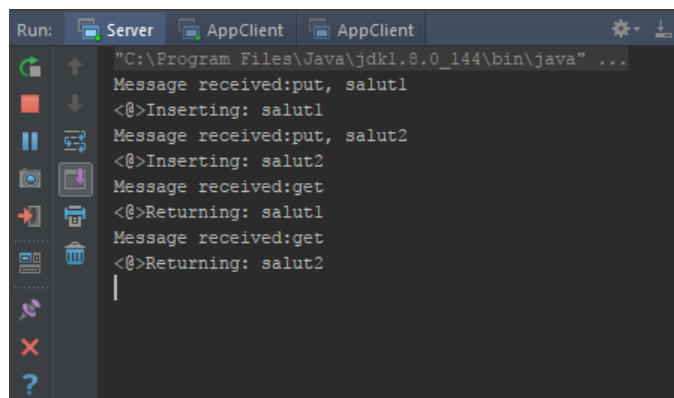 Run: Server AppClient AppClient
"C:\Program Files\Java\jdk1.8.0_144\bin\java" ...
Message received:put, salut1
<@>Inserting: salut1
Message received:put, salut2
<@>Inserting: salut2
Message received:get
<@>Returning: salut1
Message received:get
<@>Returning: salut2